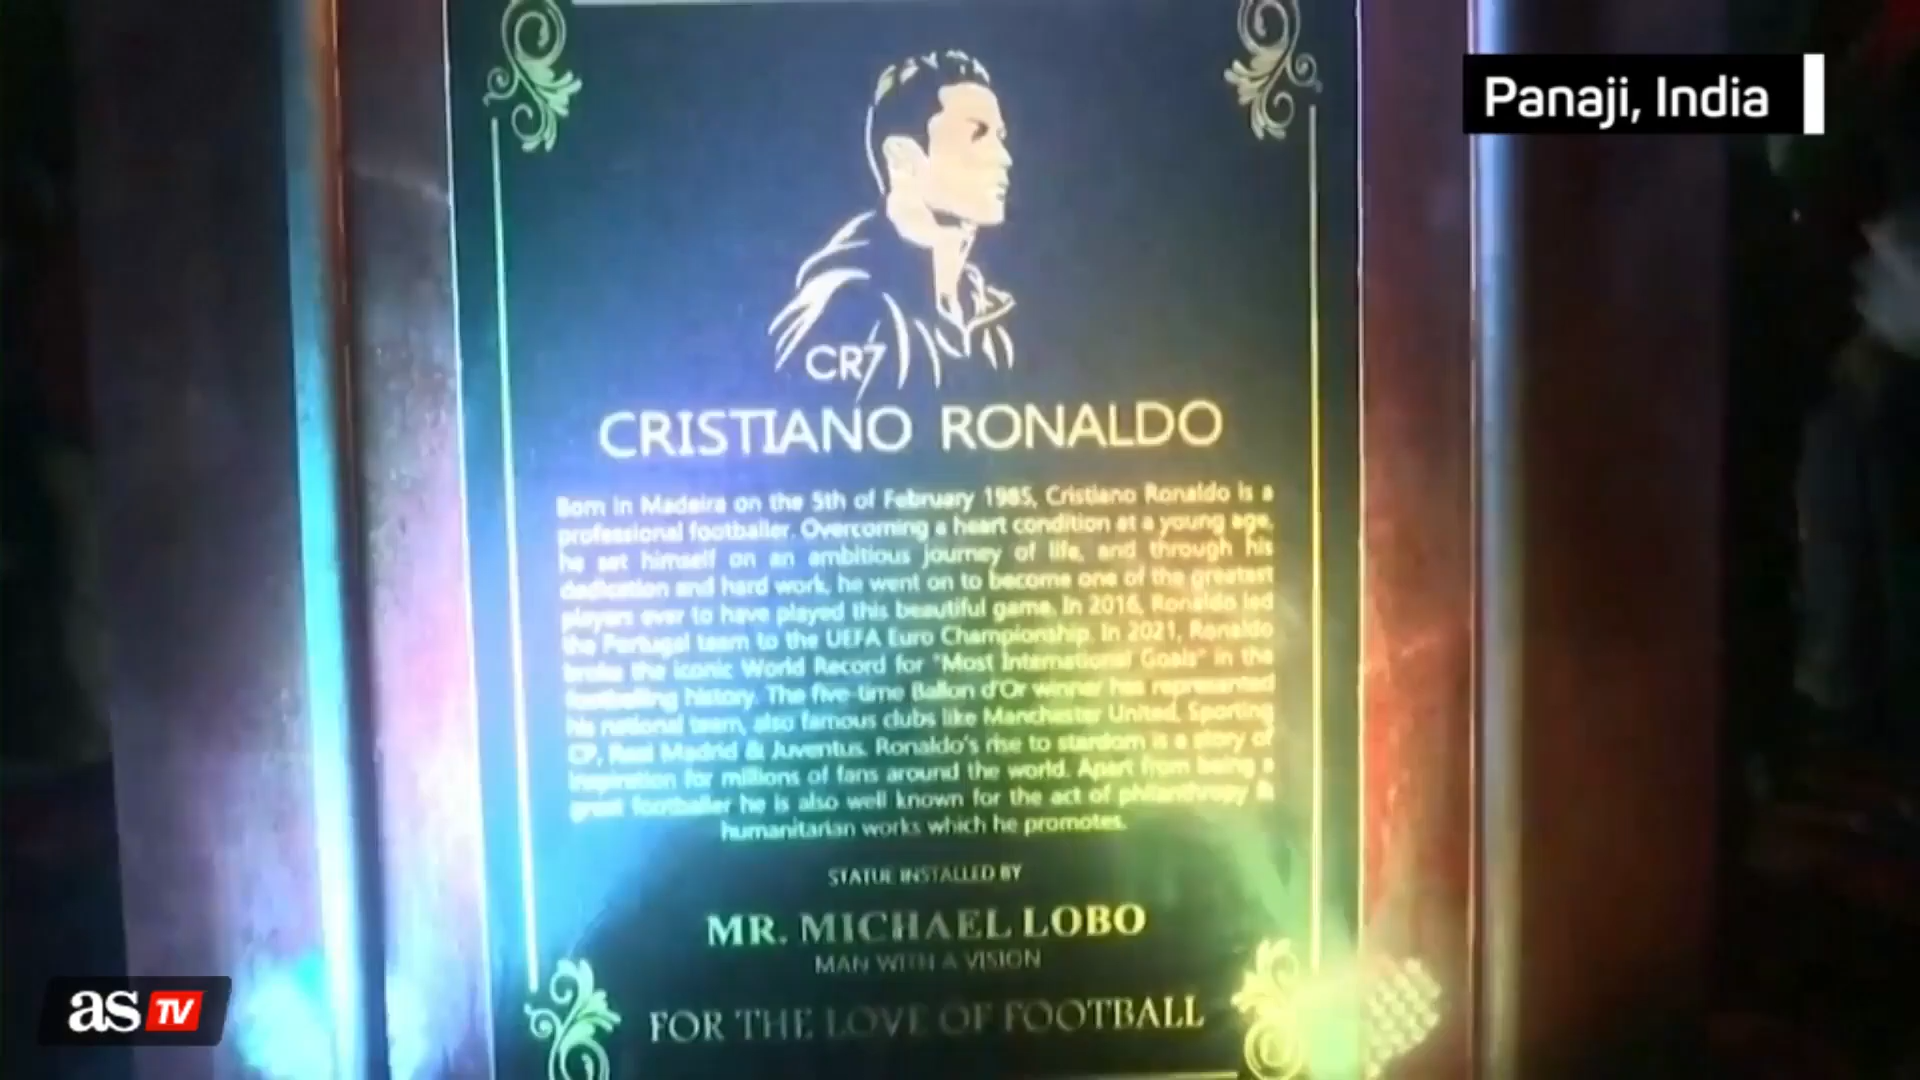 Panaji, India
CR7
CRISTIANO RONALDO
Born in Madeira on the 5th of February 1985, Cristiano Ronaldo is a
professional footballer. Overcoming a heart condition at a young age,
he set himself on an ambitious journey of life, and through his
dedication and hard work, he went on to become one of the greatest
players ever to have played this beautiful game. In 2016, Ronaldo led
the Portugal team to the UEFA Euro Championship. In 2021, Ronaldo
broke the iconic World Record for "Most International Goals" in the
footballing history. The five-time Ballon d'Or winner has represented
his national team, also famous clubs like Manchester United, Sporting
CP, Real Madrid & Juventus. Ronaldo's rise to stardom is a story of
inspiration for millions of fans around the world. Apart from being a
great footballer he is also well known for the act of philanthropy &
humanitarian works which he promotes.
STATUE INSTALLED BY
MR. MICHAEL LOBO
MAN WITH A VISION
FOR THE LOVE OF FOOTBALL
as TV